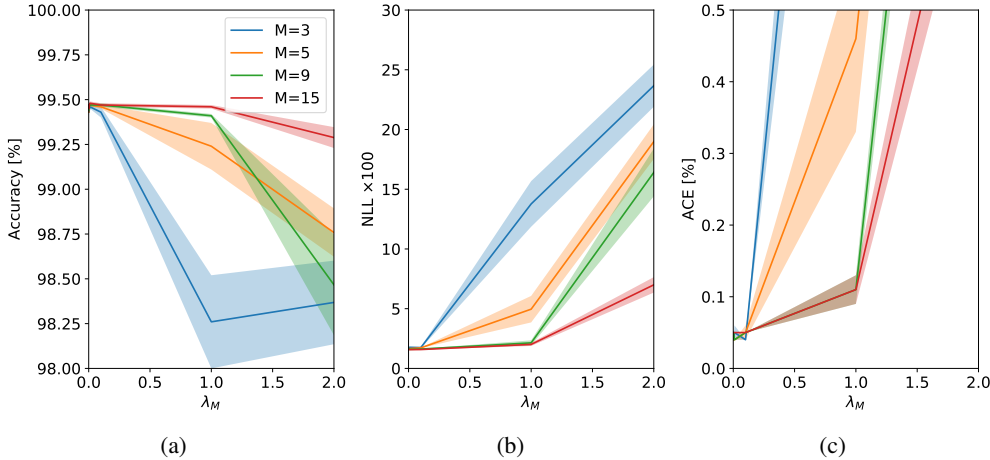 100.00
99.75
99.50
99.25
99.00
98.75
98.50
98.25
98.00
Accuracy [%]
0.0 0.5 1.0 1.5 2.0
λ_M
M=3
M=5
M=9
M=15
(a)
30
25
20
15
10
5
0
NLL ×100
0.0 0.5 1.0 1.5 2.0
λ_M
(b)
0.5
0.4
0.3
0.2
0.1
0.0
ACE [%]
0.0 0.5 1.0 1.5 2.0
λ_M
(c)